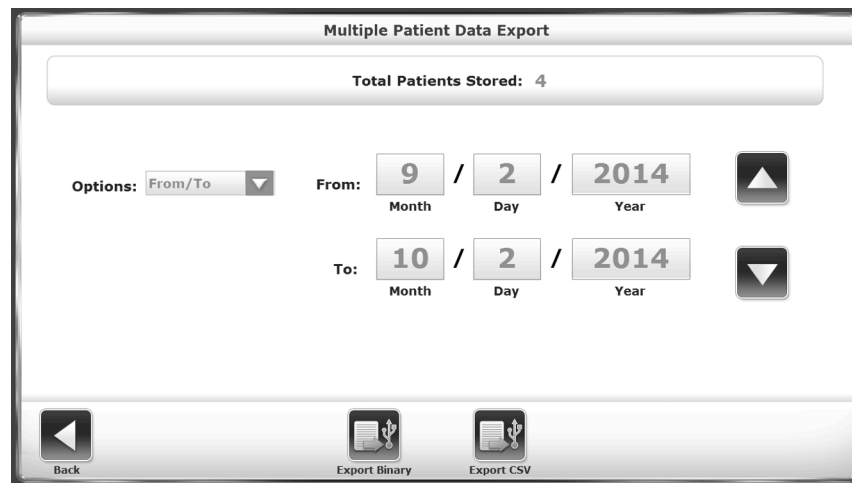 Multiple Patient Data Export
Total Patients Stored: 4
Options: From/To From: 9 / 2 / 2014
Month Day Year
To: 10 / 2 / 2014
Month Day Year
Back Export Binary Export CSV